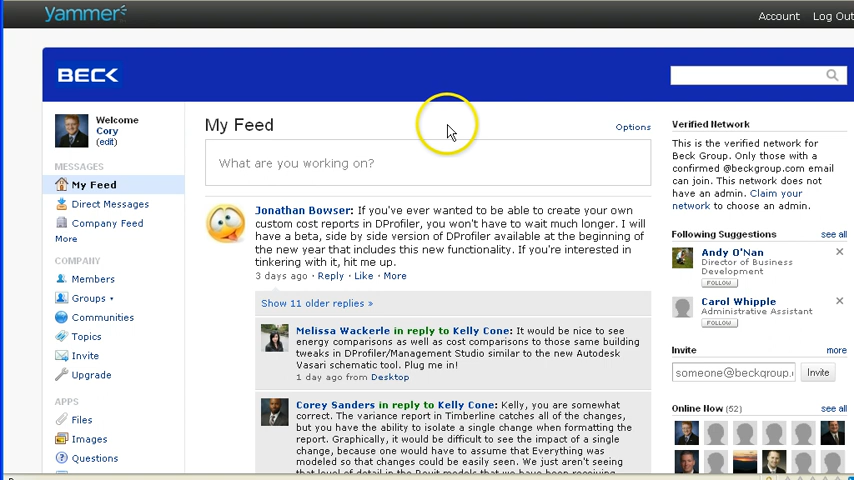 yammer
Account Log Out
BECK
Welcome
Cory
(edit)
MESSAGES
My Feed
Direct Messages
Company Feed
More
COMPANY
Members
Groups
Communities
Topics
Invite
Upgrade
APPS
Files
Images
Questions
My Feed
Options
What are you working on?
Jonathan Bowser: If you've ever wanted to be able to create your own
custom cost reports in DProfiler, you won't have to wait much longer. I will
have a beta, side by side version of DProfiler available at the beginning of
the new year that includes this new functionality. If you're interested in
tinkering with it, hit me up.
3 days ago · Reply · Like · More
Show 11 older replies »
Melissa Wackerle in reply to Kelly Cone: It would be nice to see
energy comparisons as well as cost comparisons to those same building
tweaks in DProfiler/Management Studio similar to the new Autodesk
Vasari schematic tool. Plug me in!
1 day ago from Desktop
Corey Sanders in reply to Kelly Cone: Kelly, you are somewhat
correct. The variance report in Timberline catches all of the changes,
but you have the ability to isolate a single change when formatting the
report. Graphically, it would be difficult to see the impact of a single
change, because one would have to assume that Everything was
modeled so that changes could be easily seen. We just aren't seeing
that level of detail in the Revit models that we have been receiving
Verified Network
This is the verified network for
Beck Group. Only those with a
confirmed @beckgroup.com email
can join. This network does not
have an admin. Claim your
network to choose an admin.
Following Suggestions see all
Andy O'Nan
Director of Business
Development
FOLLOW
Carol Whipple
Administrative Assistant
FOLLOW
Invite more
someone@beckgroup. Invite
Online Now (52) see all